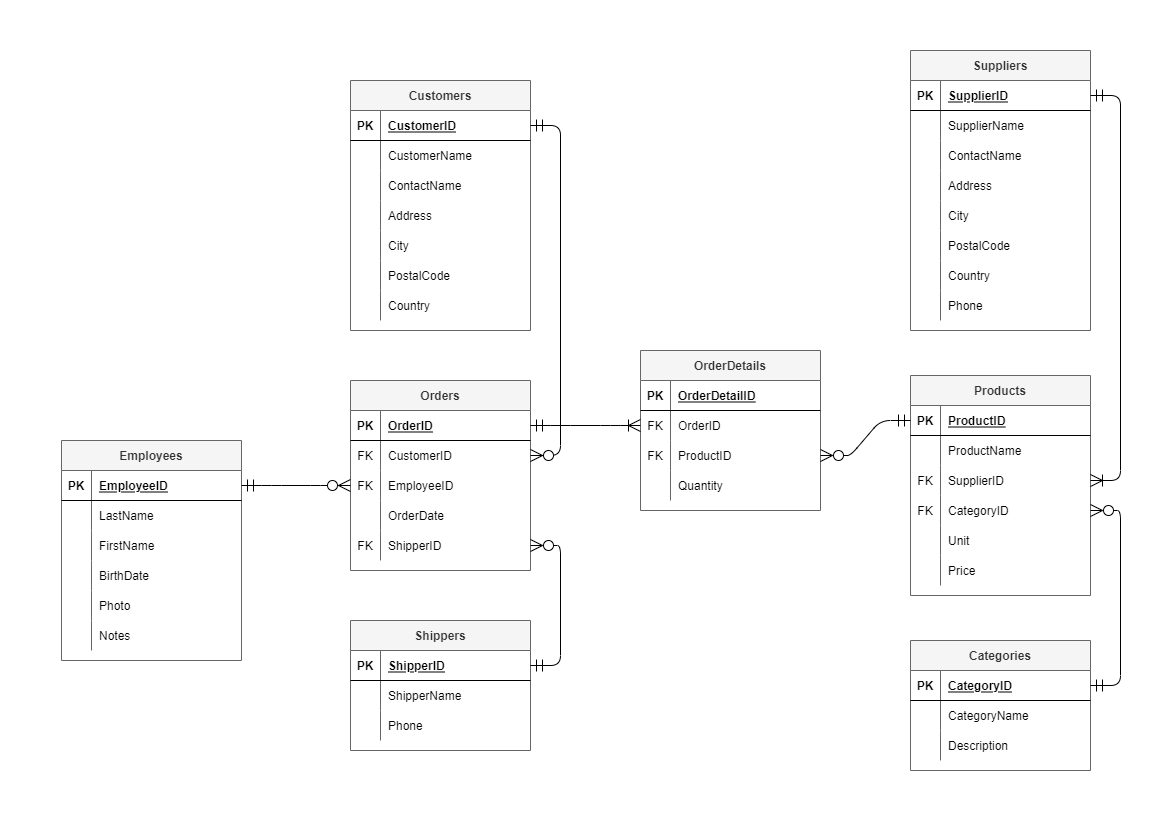 Customers
PK CustomerID
CustomerName
ContactName
Address
City
PostalCode
Country
Suppliers
PK SupplierID
SupplierName
ContactName
Address
City
PostalCode
Country
Phone
Employees
PK EmployeeID
LastName
FirstName
BirthDate
Photo
Notes
Orders
PK OrderID
FK CustomerID
FK EmployeeID
OrderDate
FK ShipperID
OrderDetails
PK OrderDetailID
FK OrderID
FK ProductID
Quantity
Products
PK ProductID
ProductName
FK SupplierID
FK CategoryID
Unit
Price
Shippers
PK ShipperID
ShipperName
Phone
Categories
PK CategoryID
CategoryName
Description